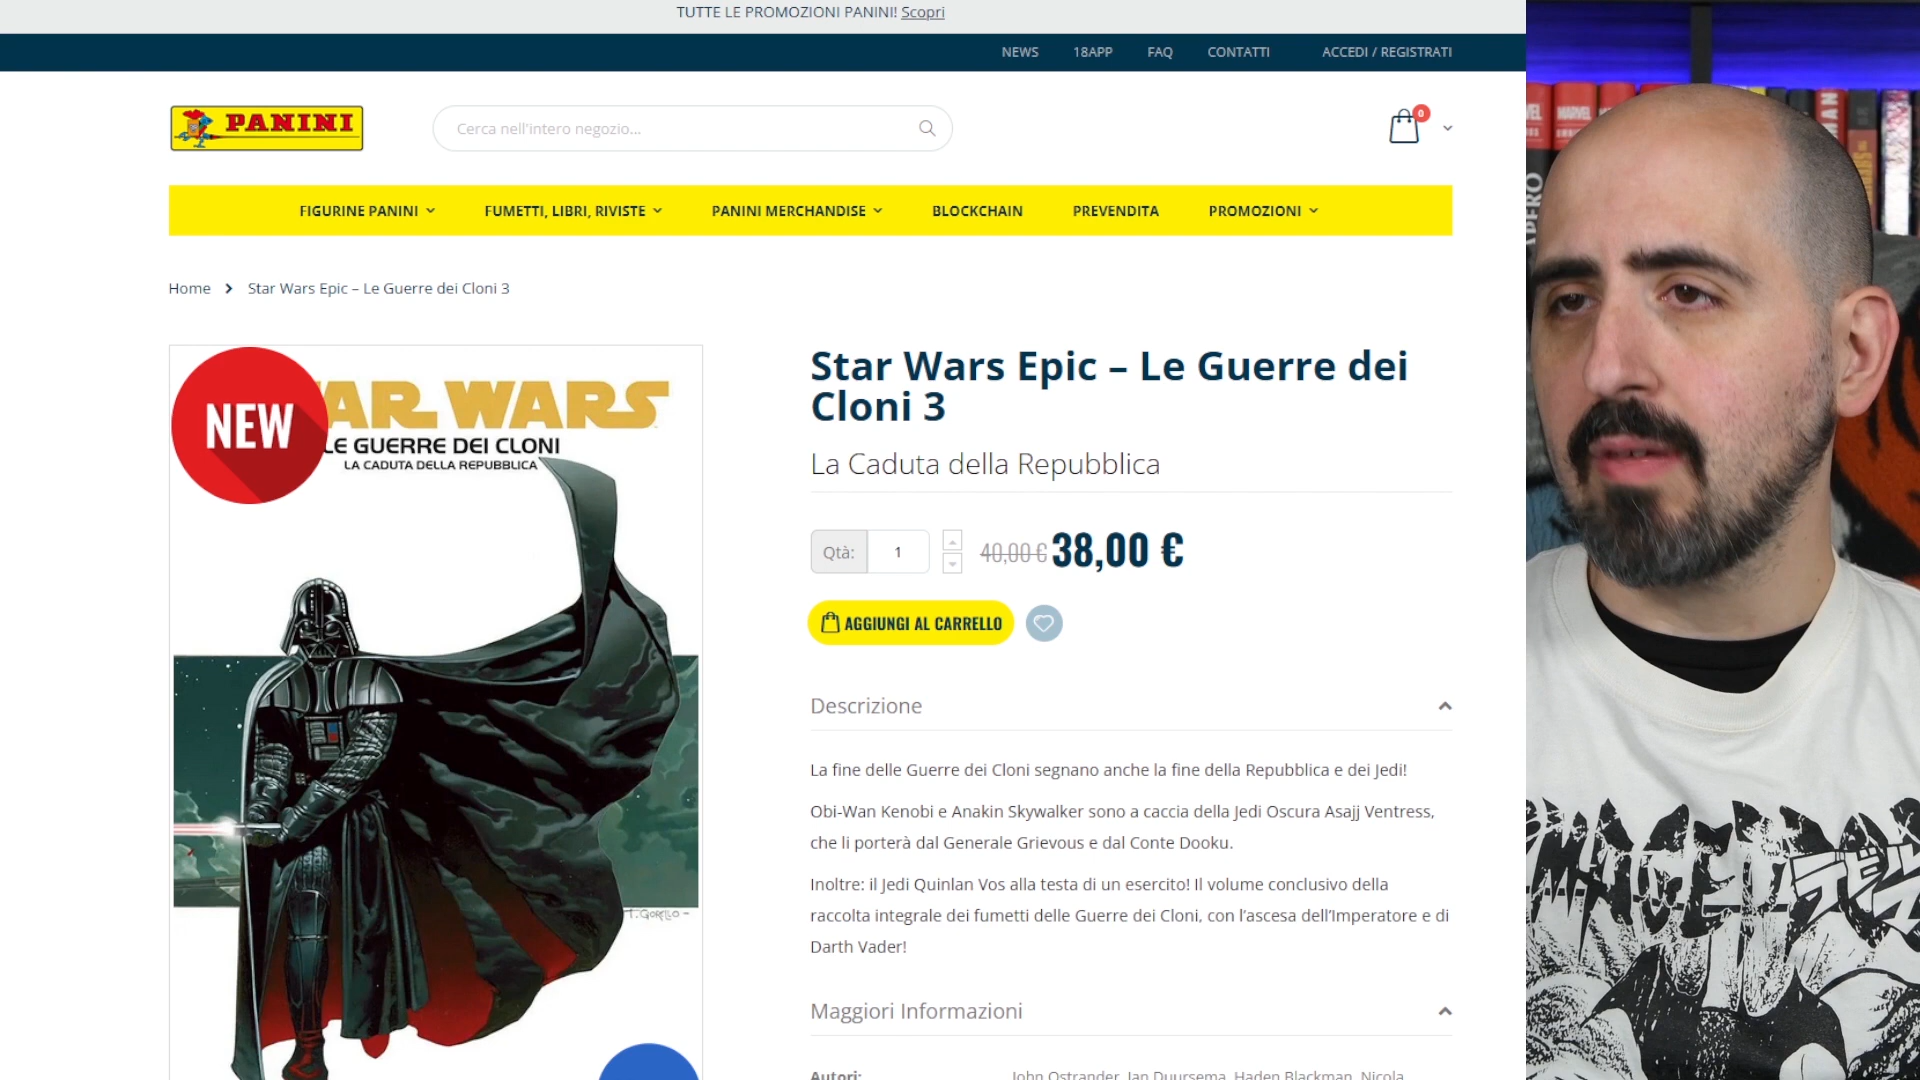 TUTTE LE PROMOZIONI PANINI! Scopri
NEWS 18APP FAQ CONTATTI ACCEDI / REGISTRATI
PANINI
Cerca nell'intero negozio...
0
FIGURINE PANINI FUMETTI, LIBRI, RIVISTE PANINI MERCHANDISE BLOCKCHAIN PREVENDITA PROMOZIONI
Home Star Wars Epic – Le Guerre dei Cloni 3
NEW
AR WARS
LE GUERRE DEI CLONI
LA CADUTA DELLA REPUBBLICA
Star Wars Epic – Le Guerre dei
Cloni 3
La Caduta della Repubblica
Qtà: 1 40,00 € 38,00 €
AGGIUNGI AL CARRELLO
Descrizione
La fine delle Guerre dei Cloni segnano anche la fine della Repubblica e dei Jedi!
Obi-Wan Kenobi e Anakin Skywalker sono a caccia della Jedi Oscura Asajj Ventress,
che li porterà dal Generale Grievous e dal Conte Dooku.
Inoltre: il Jedi Quinlan Vos alla testa di un esercito! Il volume conclusivo della
raccolta integrale dei fumetti delle Guerre dei Cloni, con l’ascesa dell’Imperatore e di
Darth Vader!
Maggiori Informazioni
Autori: John Ostrander, Jan Duursema, Haden Blackman, Nicola
MARVEL